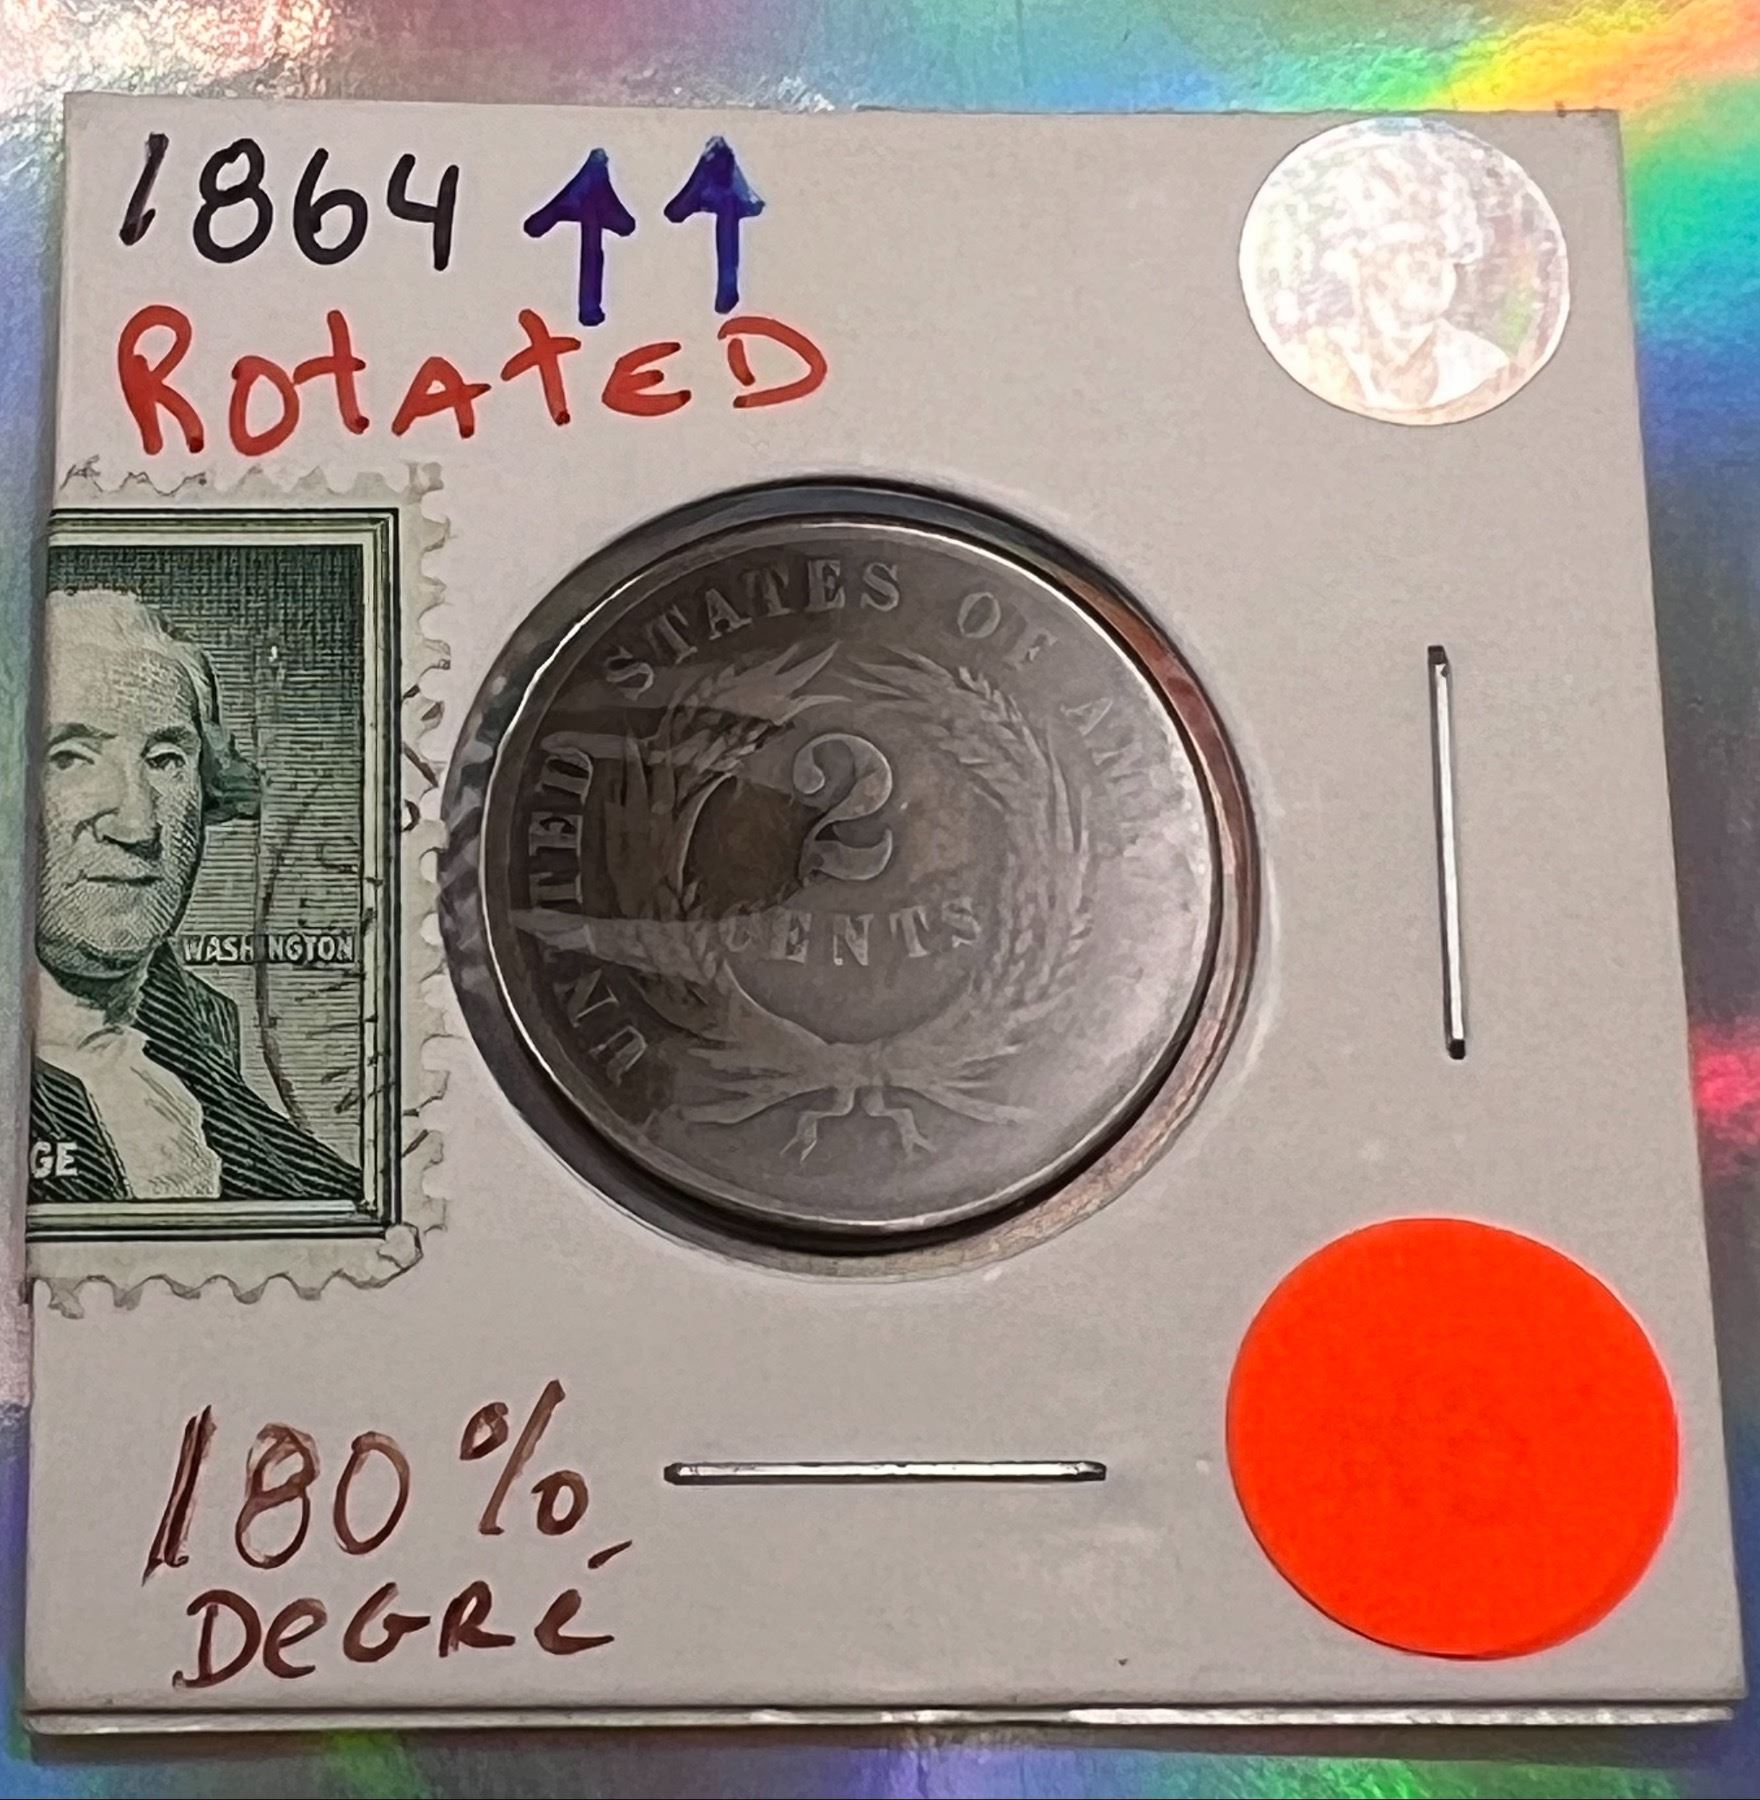 1864 ↑↑
ROtAtED
WASHINGTON
GE
UNITED STATES OF AM
2
CENTS
180%
DeGRé